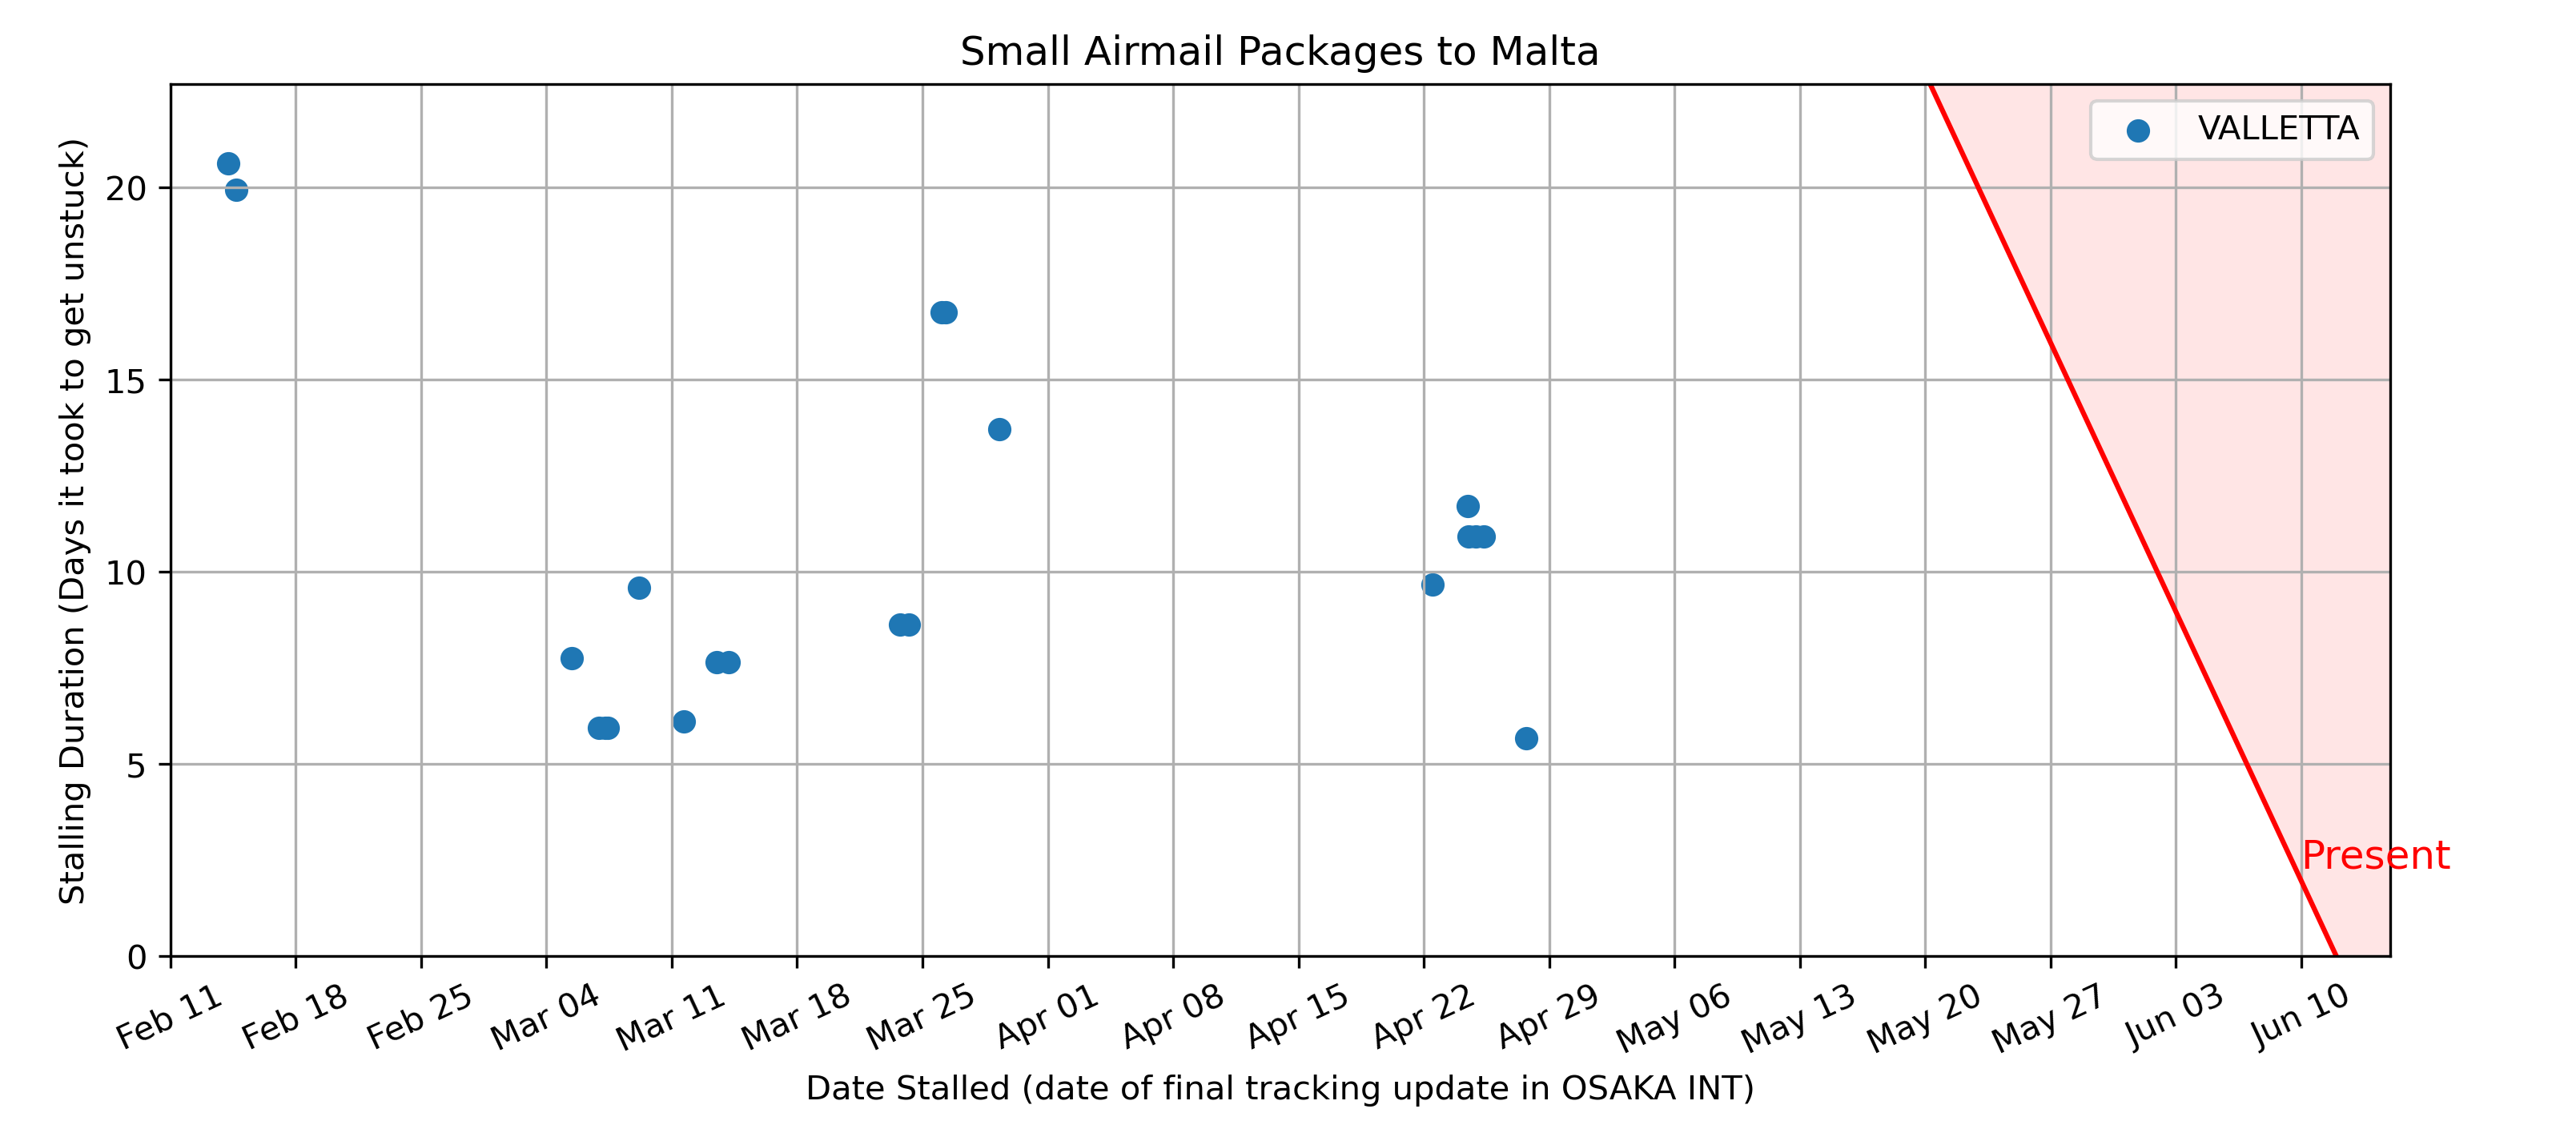 Small Airmail Packages to Malta
VALLETTA
Stalling Duration (Days it took to get unstuck)
20
15
10
5
0
Present
Feb 11
Feb 18
Feb 25
Mar 04
Mar 11
Mar 18
Mar 25
Apr 01
Apr 08
Apr 15
Apr 22
Apr 29
May 06
May 13
May 20
May 27
Jun 03
Jun 10
Date Stalled (date of final tracking update in OSAKA INT)